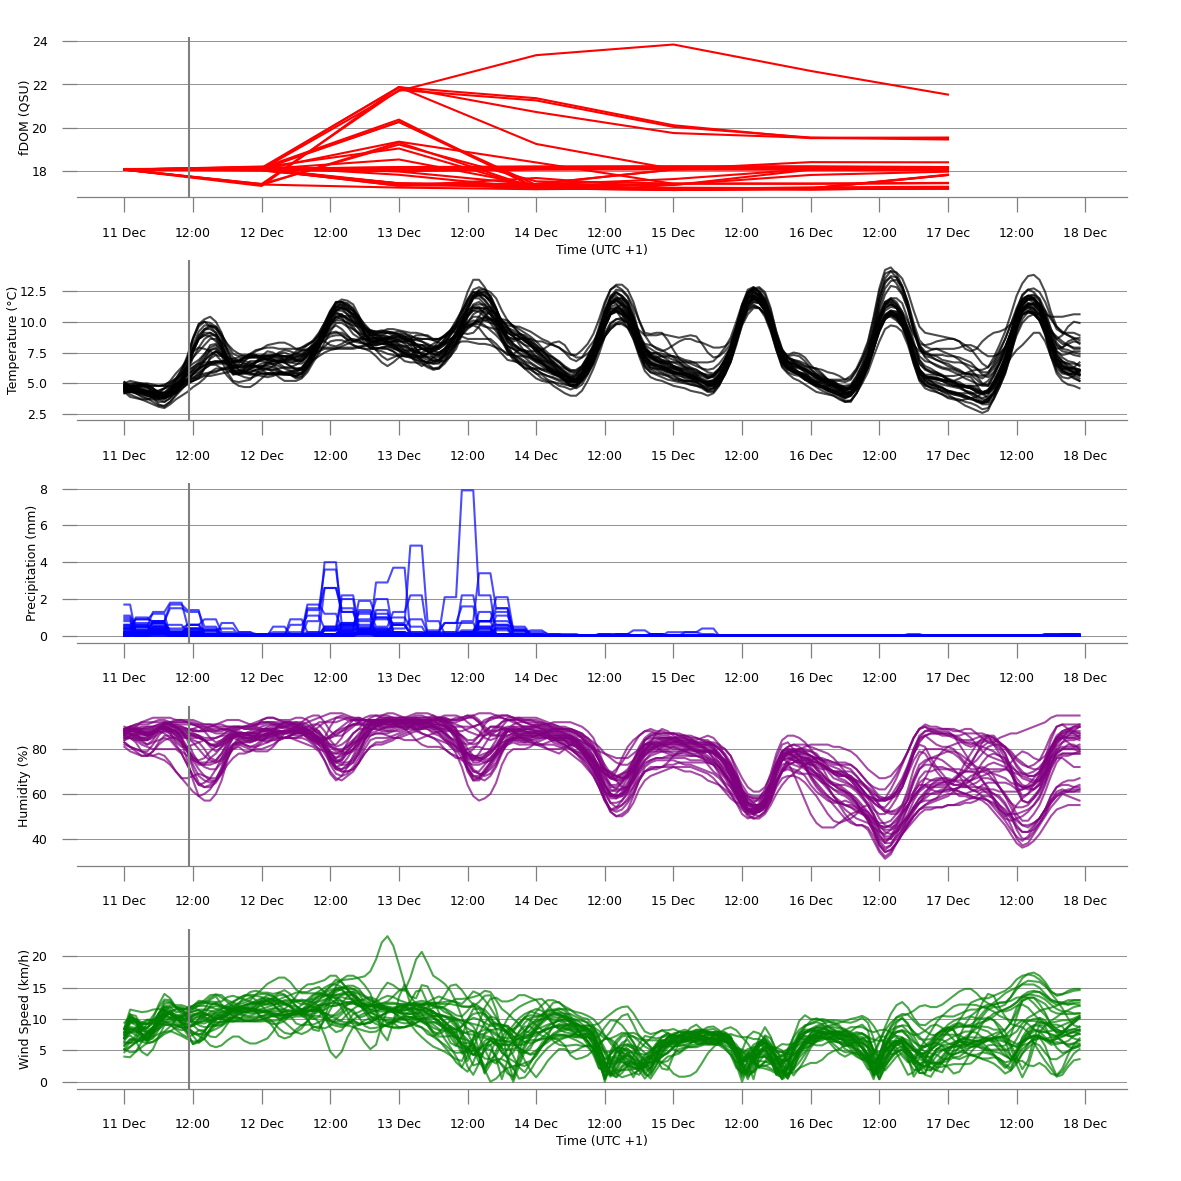 24
22
20
18
fDOM (QSU)
11 Dec 12:00 12 Dec 12:00 13 Dec 12:00 14 Dec 12:00 15 Dec 12:00 16 Dec 12:00 17 Dec 12:00 18 Dec
Time (UTC +1)
12.5
10.0
7.5
5.0
2.5
Temperature (°C)
11 Dec 12:00 12 Dec 12:00 13 Dec 12:00 14 Dec 12:00 15 Dec 12:00 16 Dec 12:00 17 Dec 12:00 18 Dec
8
6
4
2
0
Precipitation (mm)
11 Dec 12:00 12 Dec 12:00 13 Dec 12:00 14 Dec 12:00 15 Dec 12:00 16 Dec 12:00 17 Dec 12:00 18 Dec
80
60
40
Humidity (%)
11 Dec 12:00 12 Dec 12:00 13 Dec 12:00 14 Dec 12:00 15 Dec 12:00 16 Dec 12:00 17 Dec 12:00 18 Dec
20
15
10
5
0
Wind Speed (km/h)
11 Dec 12:00 12 Dec 12:00 13 Dec 12:00 14 Dec 12:00 15 Dec 12:00 16 Dec 12:00 17 Dec 12:00 18 Dec
Time (UTC +1)